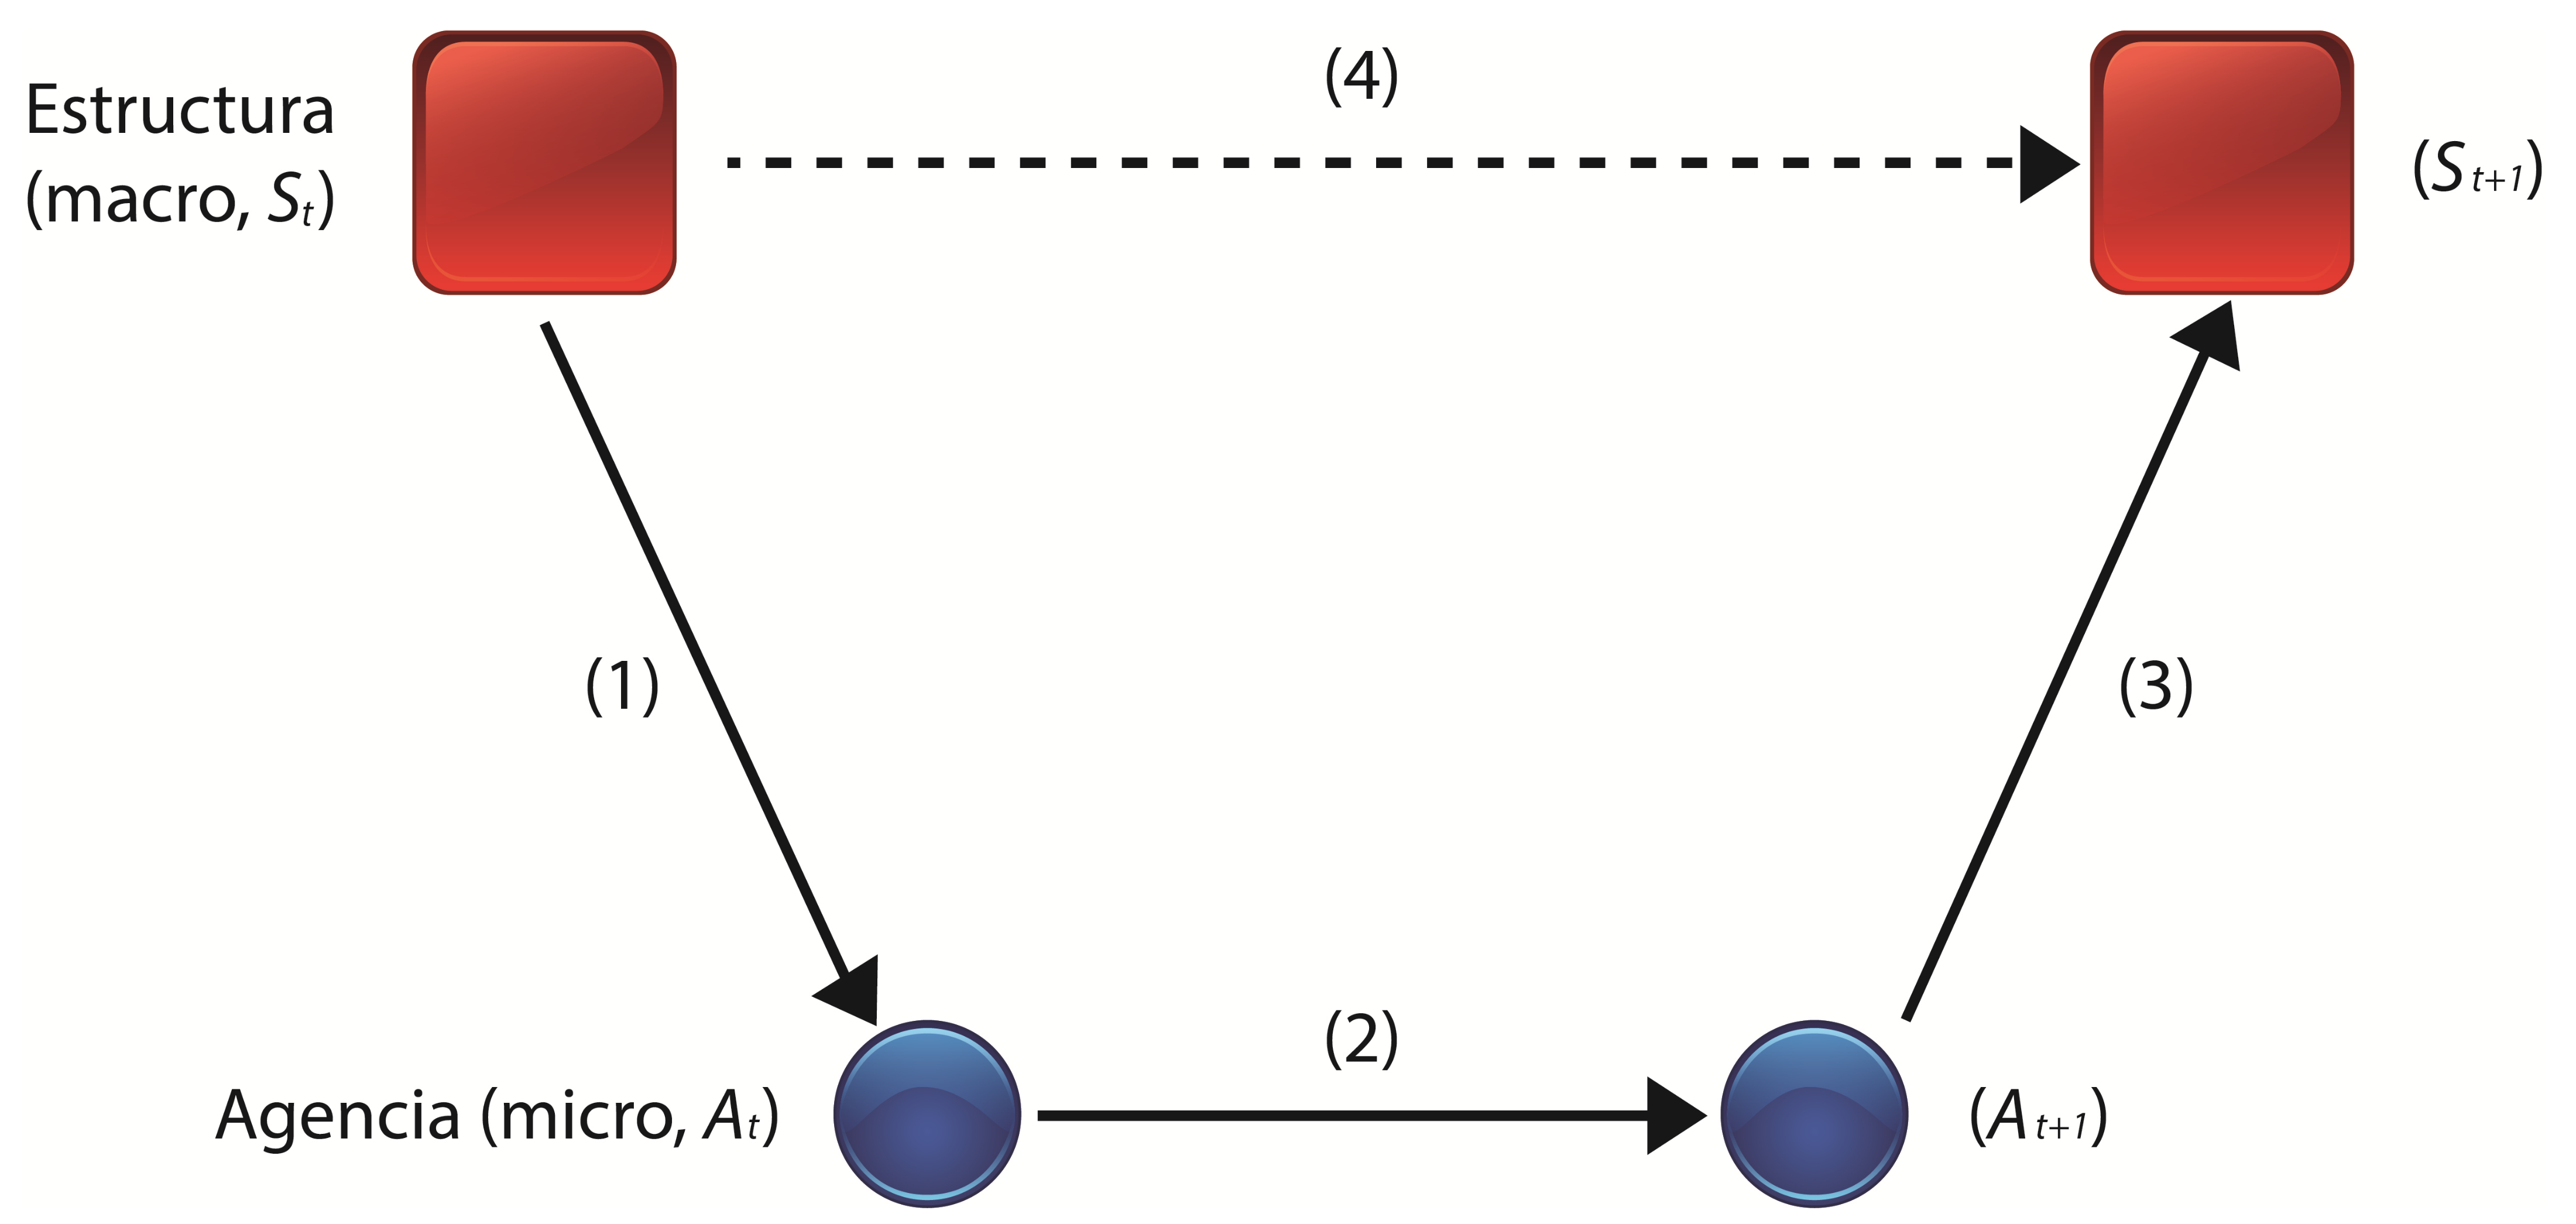 Estructura
(macro, St)
(4)
(St+1)
(1)
(3)
(2)
Agencia (micro, At)
(At+1)